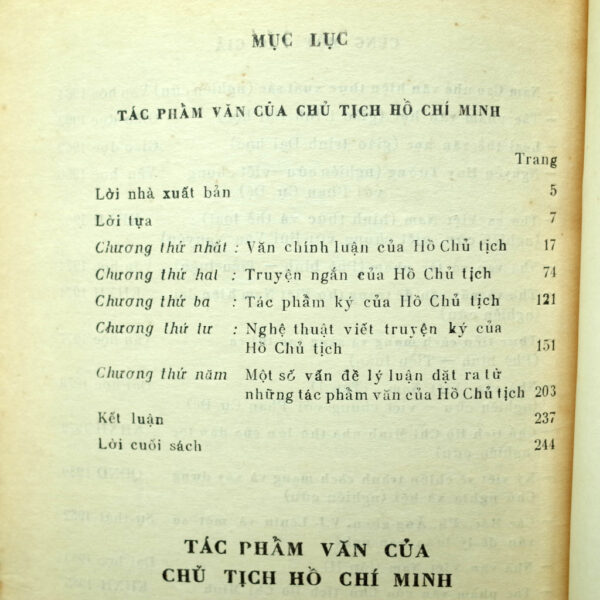 MỤC LỤC
TÁC PHẨM VĂN CỦA CHỦ TỊCH HỒ CHÍ MINH
Trang
Lời nhà xuất bản 5
Lời tựa 7
Chương thứ nhất : Văn chính luận của Hồ Chủ tịch 17
Chương thứ hai : Truyện ngắn của Hồ Chủ tịch 74
Chương thứ ba : Tác phẩm ký của Hồ Chủ tịch 121
Chương thứ tư : Nghệ thuật viết truyện ký của
Hồ Chủ tịch 151
Chương thứ năm : Một số vấn đề lý luận đặt ra từ
những tác phẩm văn của Hồ Chủ tịch 203
Kết luận 237
Lời cuối sách 244
TÁC PHẨM VĂN CỦA
CHỦ TỊCH HỒ CHÍ MINH